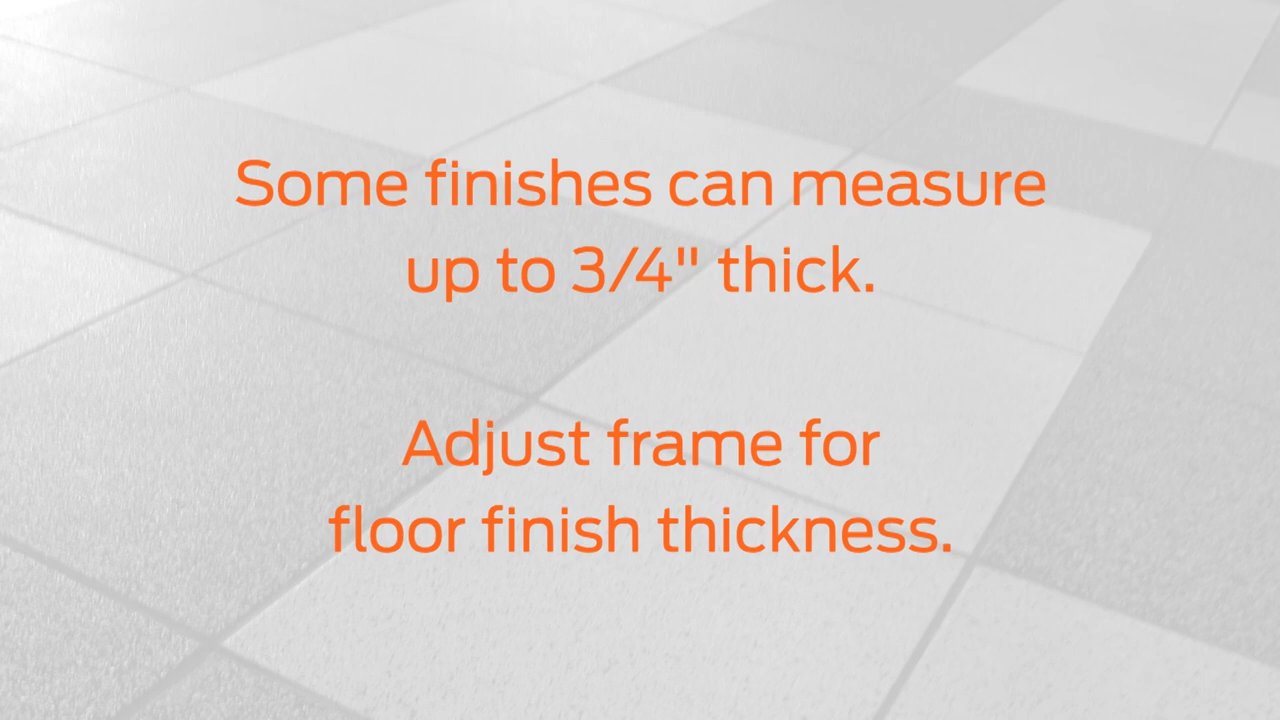 Some finishes can measure
up to 3/4" thick.
Adjust frame for
floor finish thickness.